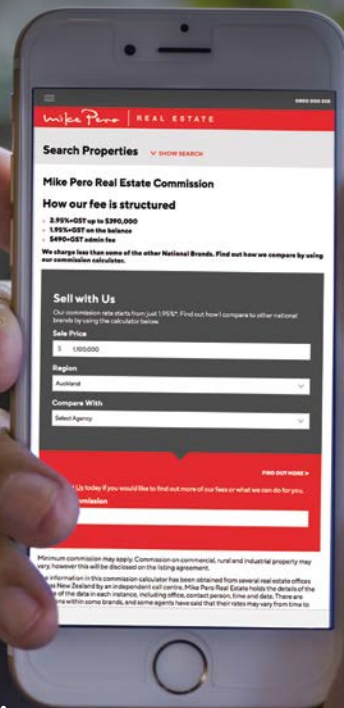 0800 500 525
Mike Pero | REAL ESTATE
Search Properties SHOW SEARCH
Mike Pero Real Estate Commission
How our fee is structured
2.95%+GST up to $390,000
1.95%+GST on the balance
$490+GST admin fee
We charge less than some of the other National Brands. Find out how we compare by using
our commission calculator.
Sell with Us
Our commission rate starts from just 1.95%*. Find out how I compare to other national
brands by using the calculator below.
Sale Price
$ 1,100,000
Region
Auckland
Compare With
Select Agency
FIND OUT MORE >
Us today if you would like to find out more of our fees or what we can do for you.
mission
Minimum commission may apply. Commission on commercial, rural and industrial property may
vary, however this will be disclosed on the listing agreement.
information in this commission calculator has been obtained from several real estate offices
New Zealand by an independent call centre. Mike Pero Real Estate holds the details of the
of the data in each instance, including office, contact person, time and date. There are
within some brands, and some agents have said that their rates may vary from time to